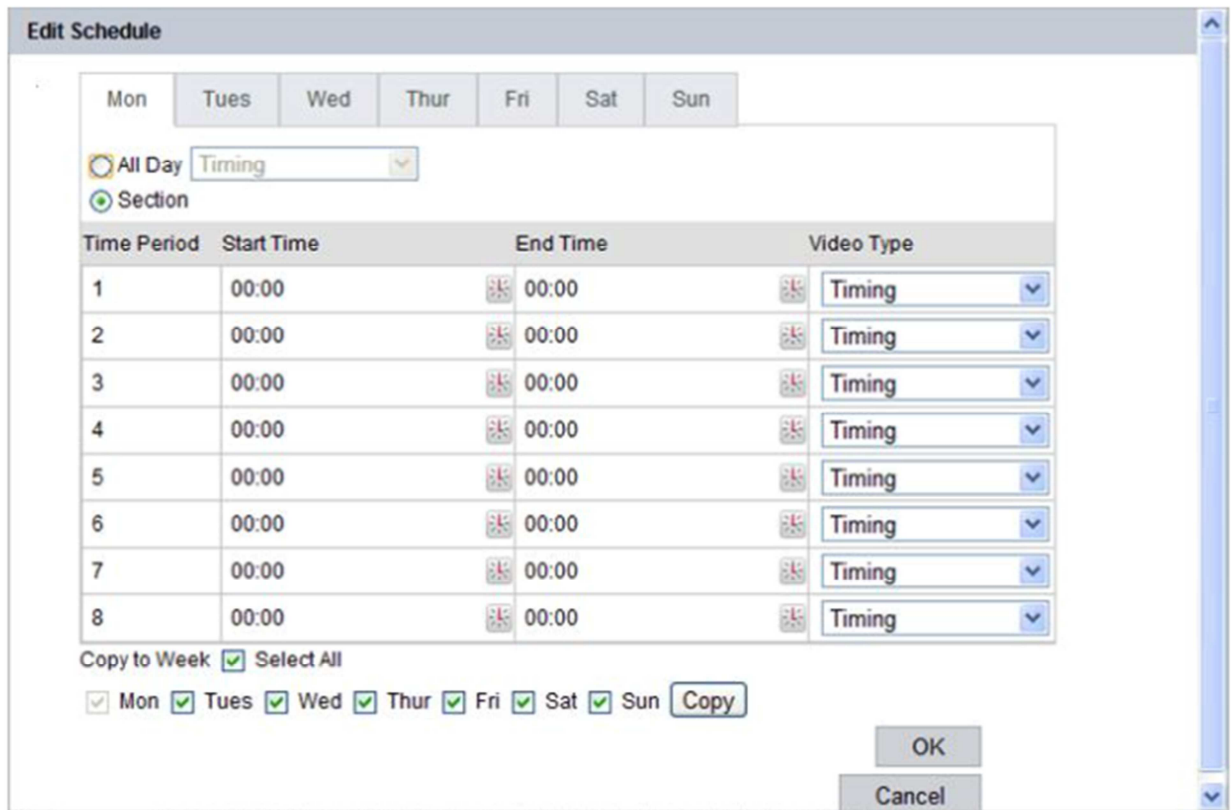 Edit Schedule
Mon Tues Wed Thur Fri Sat Sun
All Day Timing
Section
Time Period Start Time End Time Video Type
1 00:00 00:00 Timing
2 00:00 00:00 Timing
3 00:00 00:00 Timing
4 00:00 00:00 Timing
5 00:00 00:00 Timing
6 00:00 00:00 Timing
7 00:00 00:00 Timing
8 00:00 00:00 Timing
Copy to Week Select All
Mon Tues Wed Thur Fri Sat Sun Copy
OK
Cancel